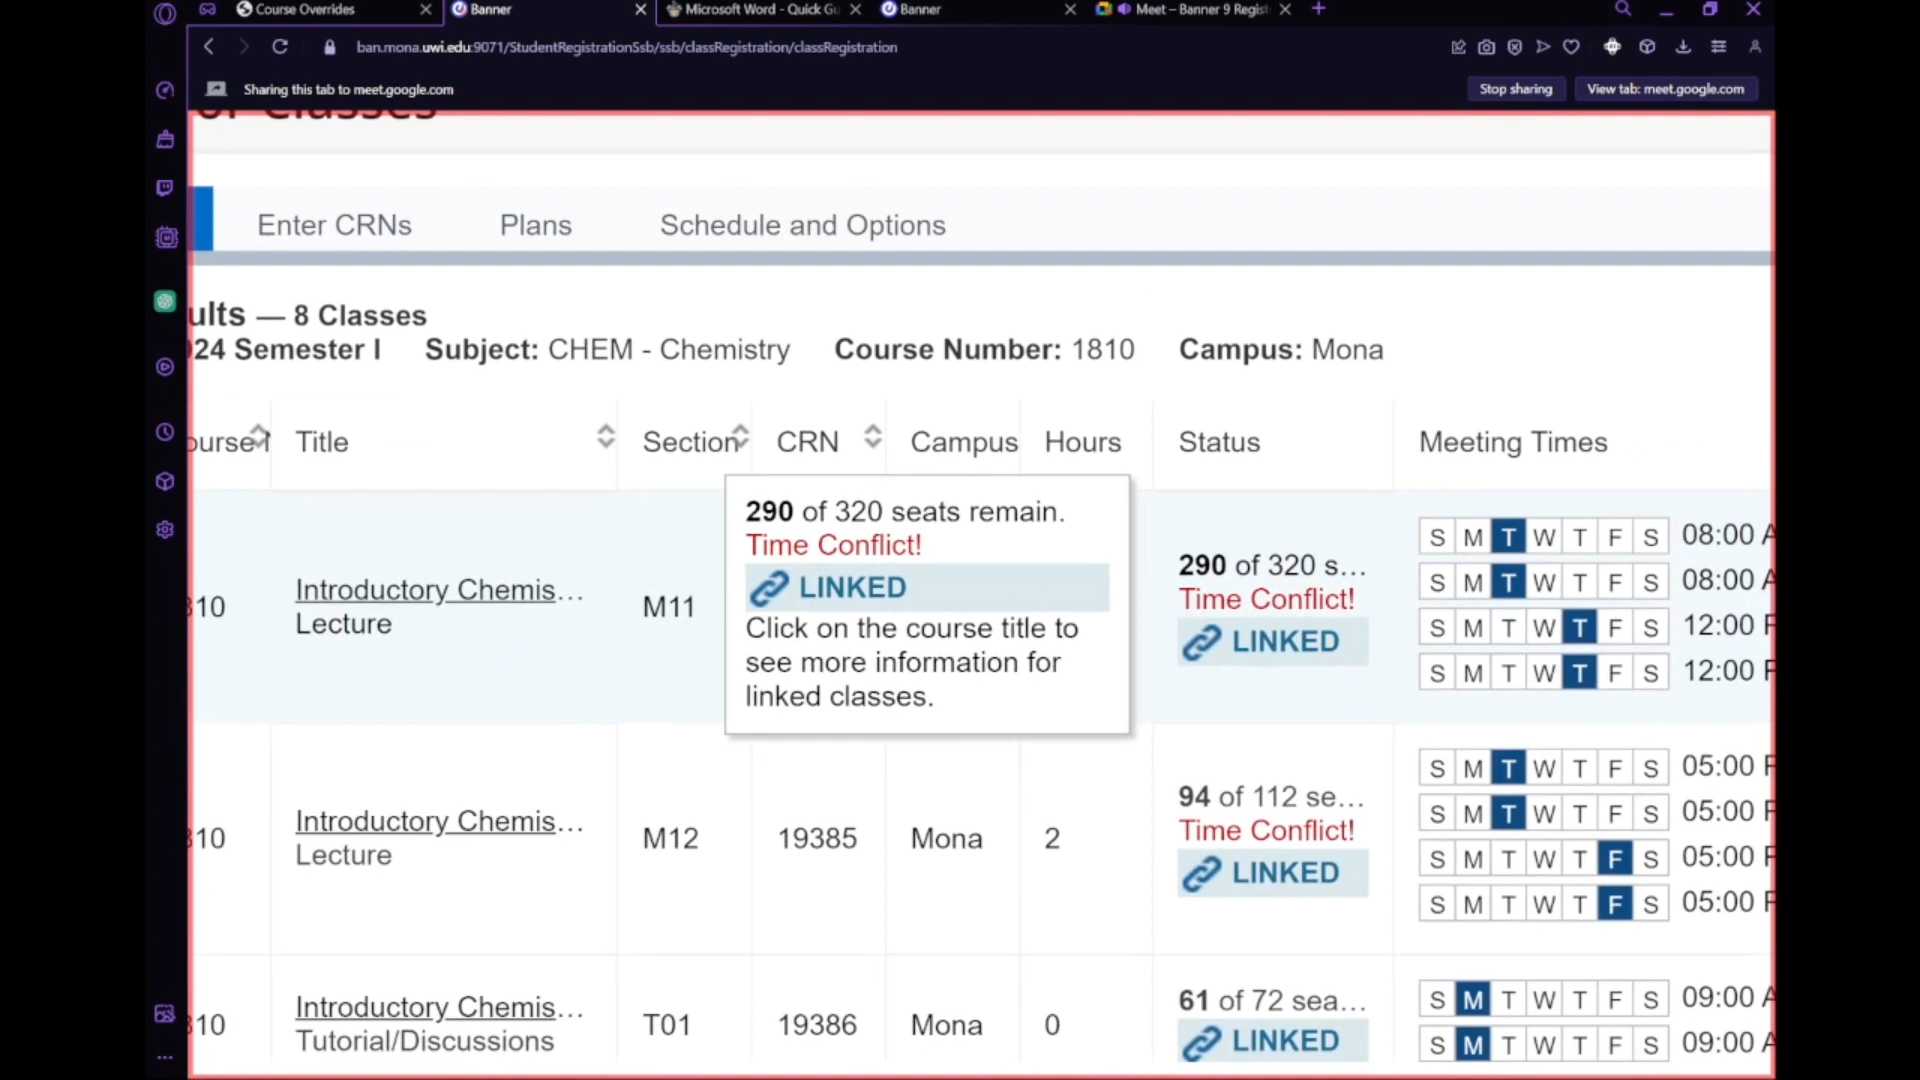 Course Overrides
Banner
Microsoft Word - Quick Gu
Banner
Meet – Banner 9 Regist
ban.mona.uwi.edu:9071/StudentRegistrationSsb/ssb/classRegistration/classRegistration
Sharing this tab to meet.google.com
Stop sharing
View tab: meet.google.com
of Classes
Enter CRNs
Plans
Schedule and Options
ults — 8 Classes
024 Semester I Subject: CHEM - Chemistry Course Number: 1810 Campus: Mona
Title
Section
CRN
Campus
Hours
Status
Meeting Times
290 of 320 seats remain.
Time Conflict!
LINKED
Click on the course title to
see more information for
linked classes.
310
Introductory Chemis...
Lecture
M11
290 of 320 s...
Time Conflict!
LINKED
S M T W T F S 08:00 A
S M T W T F S 08:00 A
S M T W T F S 12:00 P
S M T W T F S 12:00 P
310
Introductory Chemis...
Lecture
M12
19385
Mona
2
94 of 112 se...
Time Conflict!
LINKED
S M T W T F S 05:00 P
S M T W T F S 05:00 P
S M T W T F S 05:00 P
S M T W T F S 05:00 P
310
Introductory Chemis...
Tutorial/Discussions
T01
19386
Mona
0
61 of 72 sea...
LINKED
S M T W T F S 09:00 A
S M T W T F S 09:00 A